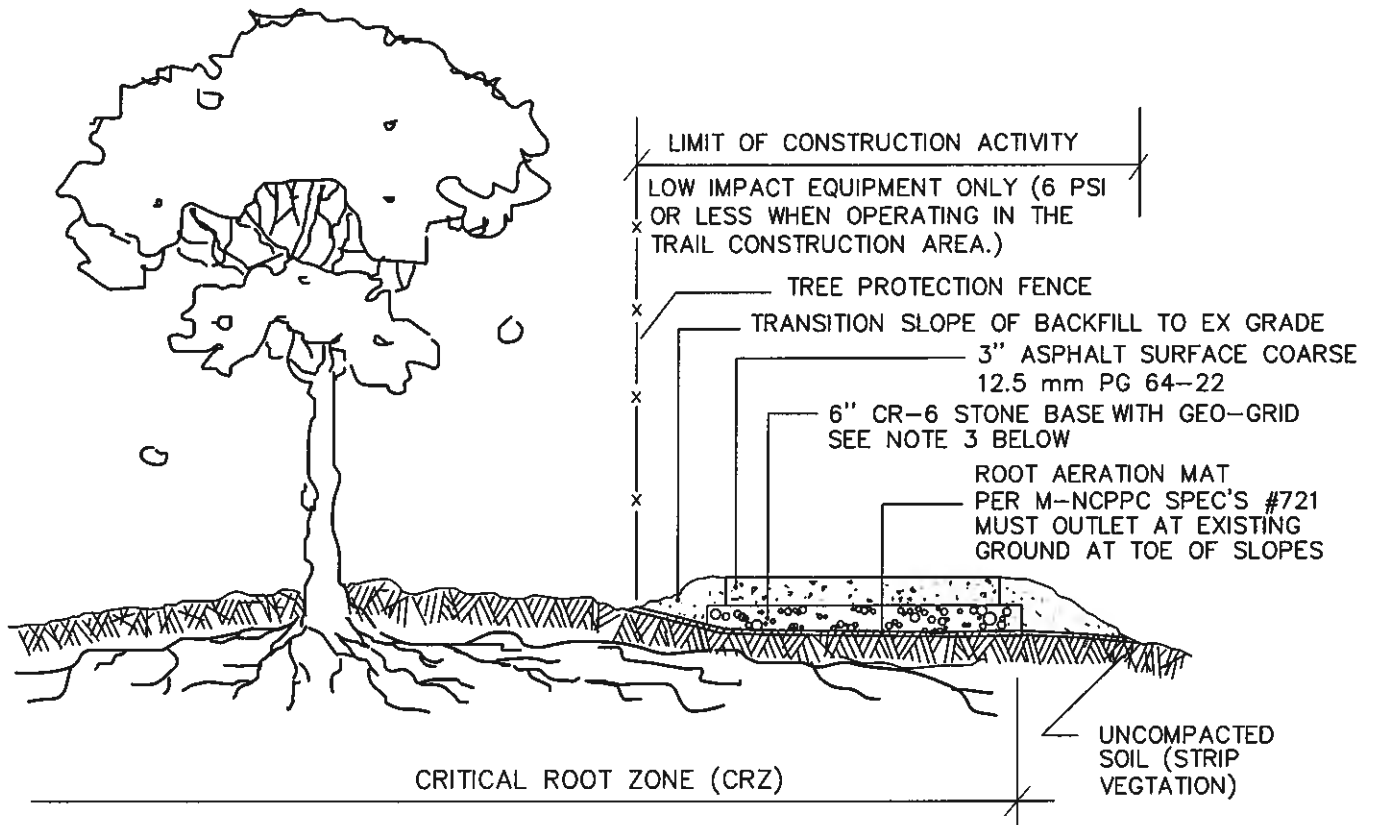 LIMIT OF CONSTRUCTION ACTIVITY
LOW IMPACT EQUIPMENT ONLY (6 PSI
OR LESS WHEN OPERATING IN THE
TRAIL CONSTRUCTION AREA.)
TREE PROTECTION FENCE
TRANSITION SLOPE OF BACKFILL TO EX GRADE
3" ASPHALT SURFACE COARSE
12.5 mm PG 64-22
6" CR-6 STONE BASE WITH GEO-GRID
SEE NOTE 3 BELOW
ROOT AERATION MAT
PER M-NCPPC SPEC'S #721
MUST OUTLET AT EXISTING
GROUND AT TOE OF SLOPES
UNCOMPACTED
SOIL (STRIP
VEGTATION)
CRITICAL ROOT ZONE (CRZ)